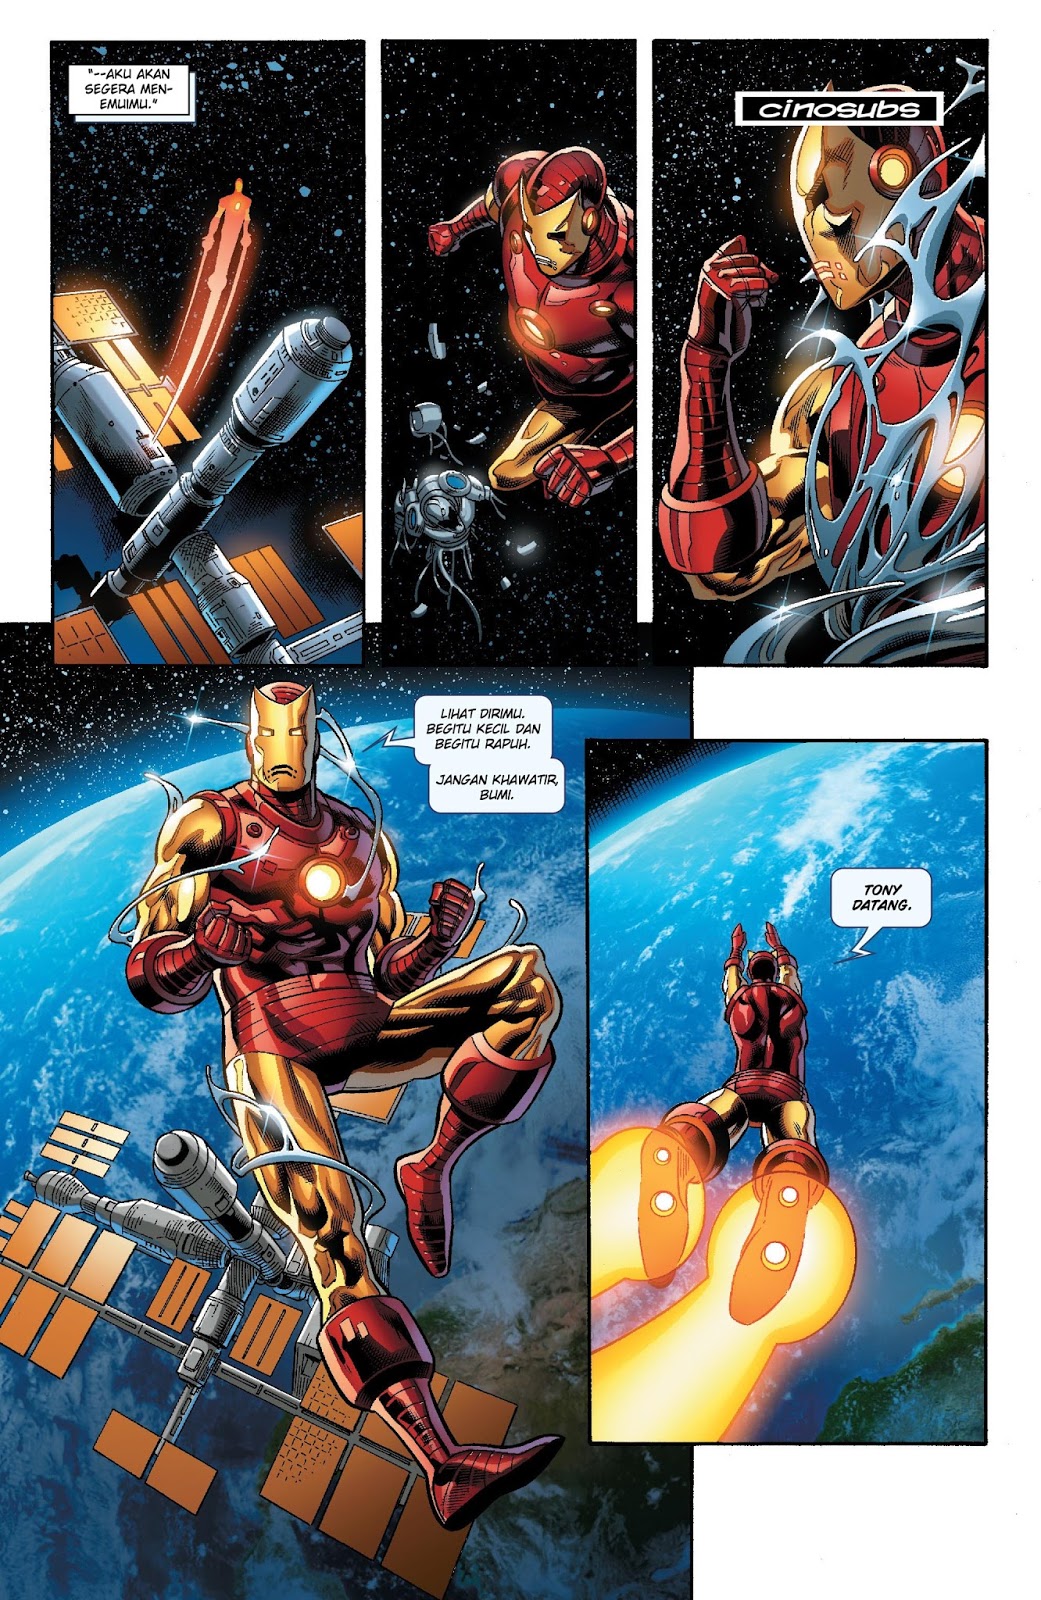 "--AKU AKAN
SEGERA MEN-
EMUIMU."
cinosubs
LIHAT DIRIMU.
BEGITU KECIL DAN
BEGITU RAPUH.
JANGAN KHAWATIR,
BUMI.
TONY
DATANG.